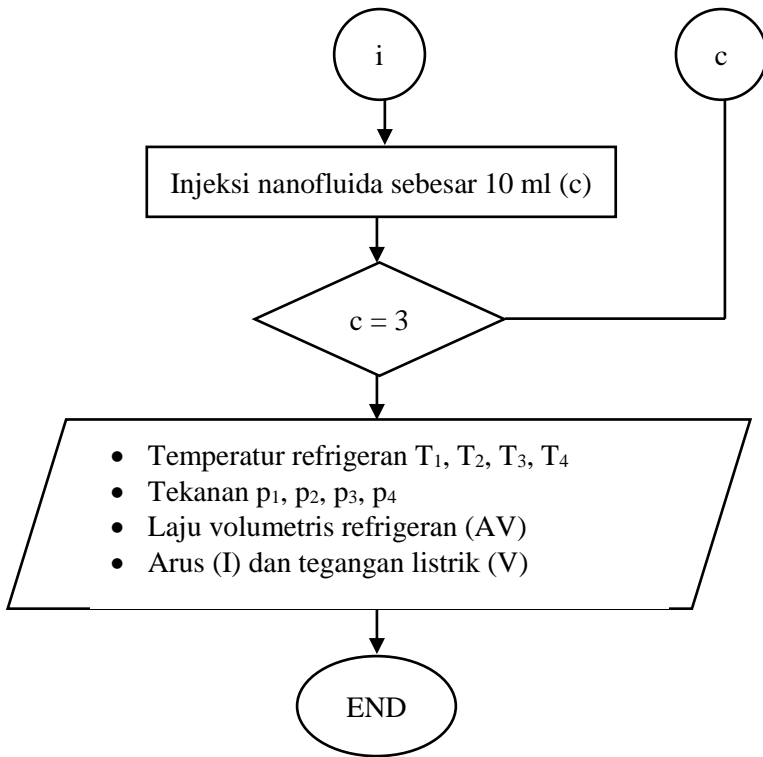 i
c
Injeksi nanofluida sebesar 10 ml (c)
c = 3
• Temperatur refrigeran T₁, T₂, T₃, T₄
• Tekanan p₁, p₂, p₃, p₄
• Laju volumetris refrigeran (AV)
• Arus (I) dan tegangan listrik (V)
END